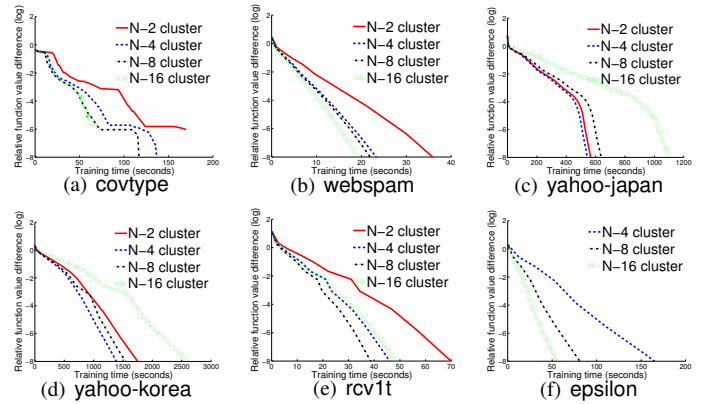 Relative function value difference (log)
2
0
−2
−4
−6
−8
0
50
100
150
200
N−2 cluster
N−4 cluster
N−8 cluster
N−16 cluster
Training time (seconds)
(a) covtype
Relative function value difference (log)
2
0
−2
−4
−6
−8
0
10
20
30
40
N−2 cluster
N−4 cluster
N−8 cluster
N−16 cluster
Training time (seconds)
(b) webspam
Relative function value difference (log)
2
0
−2
−4
−6
−8
0
200
400
600
800
1000
1200
N−2 cluster
N−4 cluster
N−8 cluster
N−16 cluster
Training time (seconds)
(c) yahoo-japan
Relative function value difference (log)
2
0
−2
−4
−6
−8
0
500
1000
1500
2000
2500
3000
N−2 cluster
N−4 cluster
N−8 cluster
N−16 cluster
Training time (seconds)
(d) yahoo-korea
Relative function value difference (log)
2
0
−2
−4
−6
−8
0
10
20
30
40
50
60
70
N−2 cluster
N−4 cluster
N−8 cluster
N−16 cluster
Training time (seconds)
(e) rcv1t
Relative function value difference (log)
2
0
−2
−4
−6
−8
0
50
100
150
200
N−4 cluster
N−8 cluster
N−16 cluster
Training time (seconds)
(f) epsilon